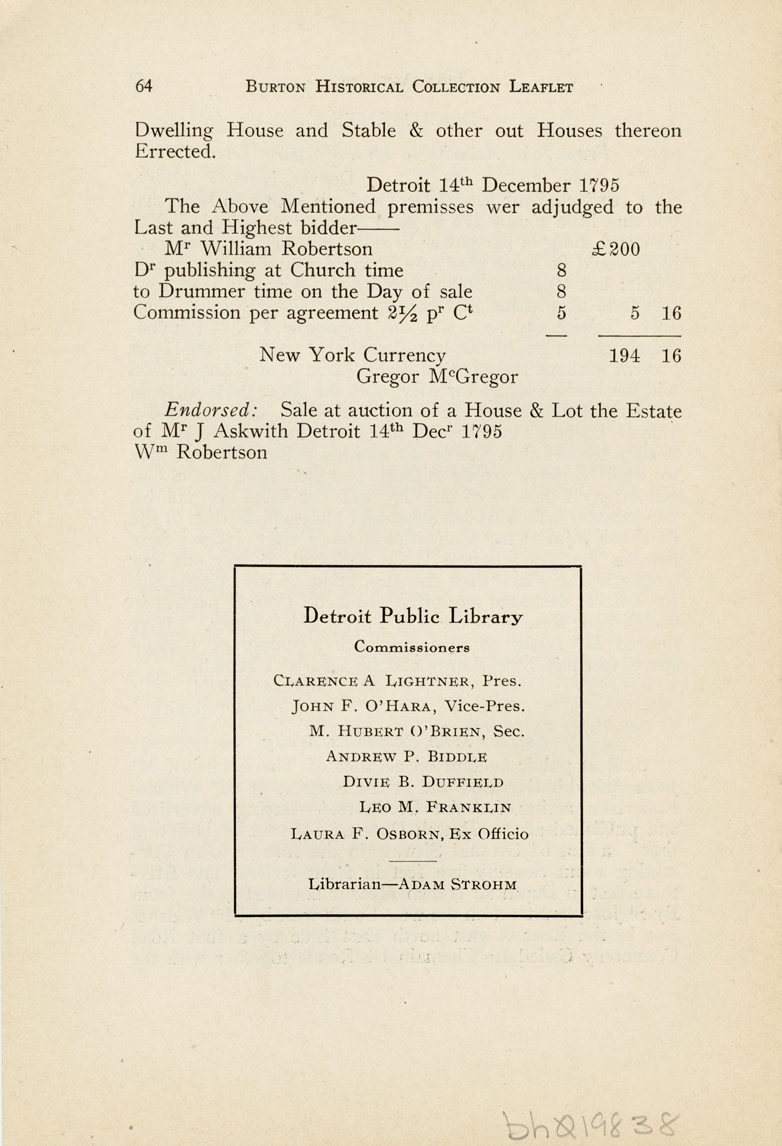 64 BURTON HISTORICAL COLLECTION LEAFLET
Dwelling House and Stable & other out Houses thereon
Errected.
Detroit 14th December 1795
The Above Mentioned premisses wer adjudged to the
Last and Highest bidder——
Mr William Robertson £200
Dr publishing at Church time 8
to Drummer time on the Day of sale 8
Commission per agreement 2½ pr Ct 5 5 16
New York Currency 194 16
Gregor McGregor
Endorsed: Sale at auction of a House & Lot the Estate
of Mr J Askwith Detroit 14th Decr 1795
Wm Robertson
Detroit Public Library
Commissioners
CLARENCE A LIGHTNER, Pres.
JOHN F. O'HARA, Vice-Pres.
M. HUBERT O'BRIEN, Sec.
ANDREW P. BIDDLE
DIVIE B. DUFFIELD
LEO M. FRANKLIN
LAURA F. OSBORN, Ex Officio
Librarian—ADAM STROHM